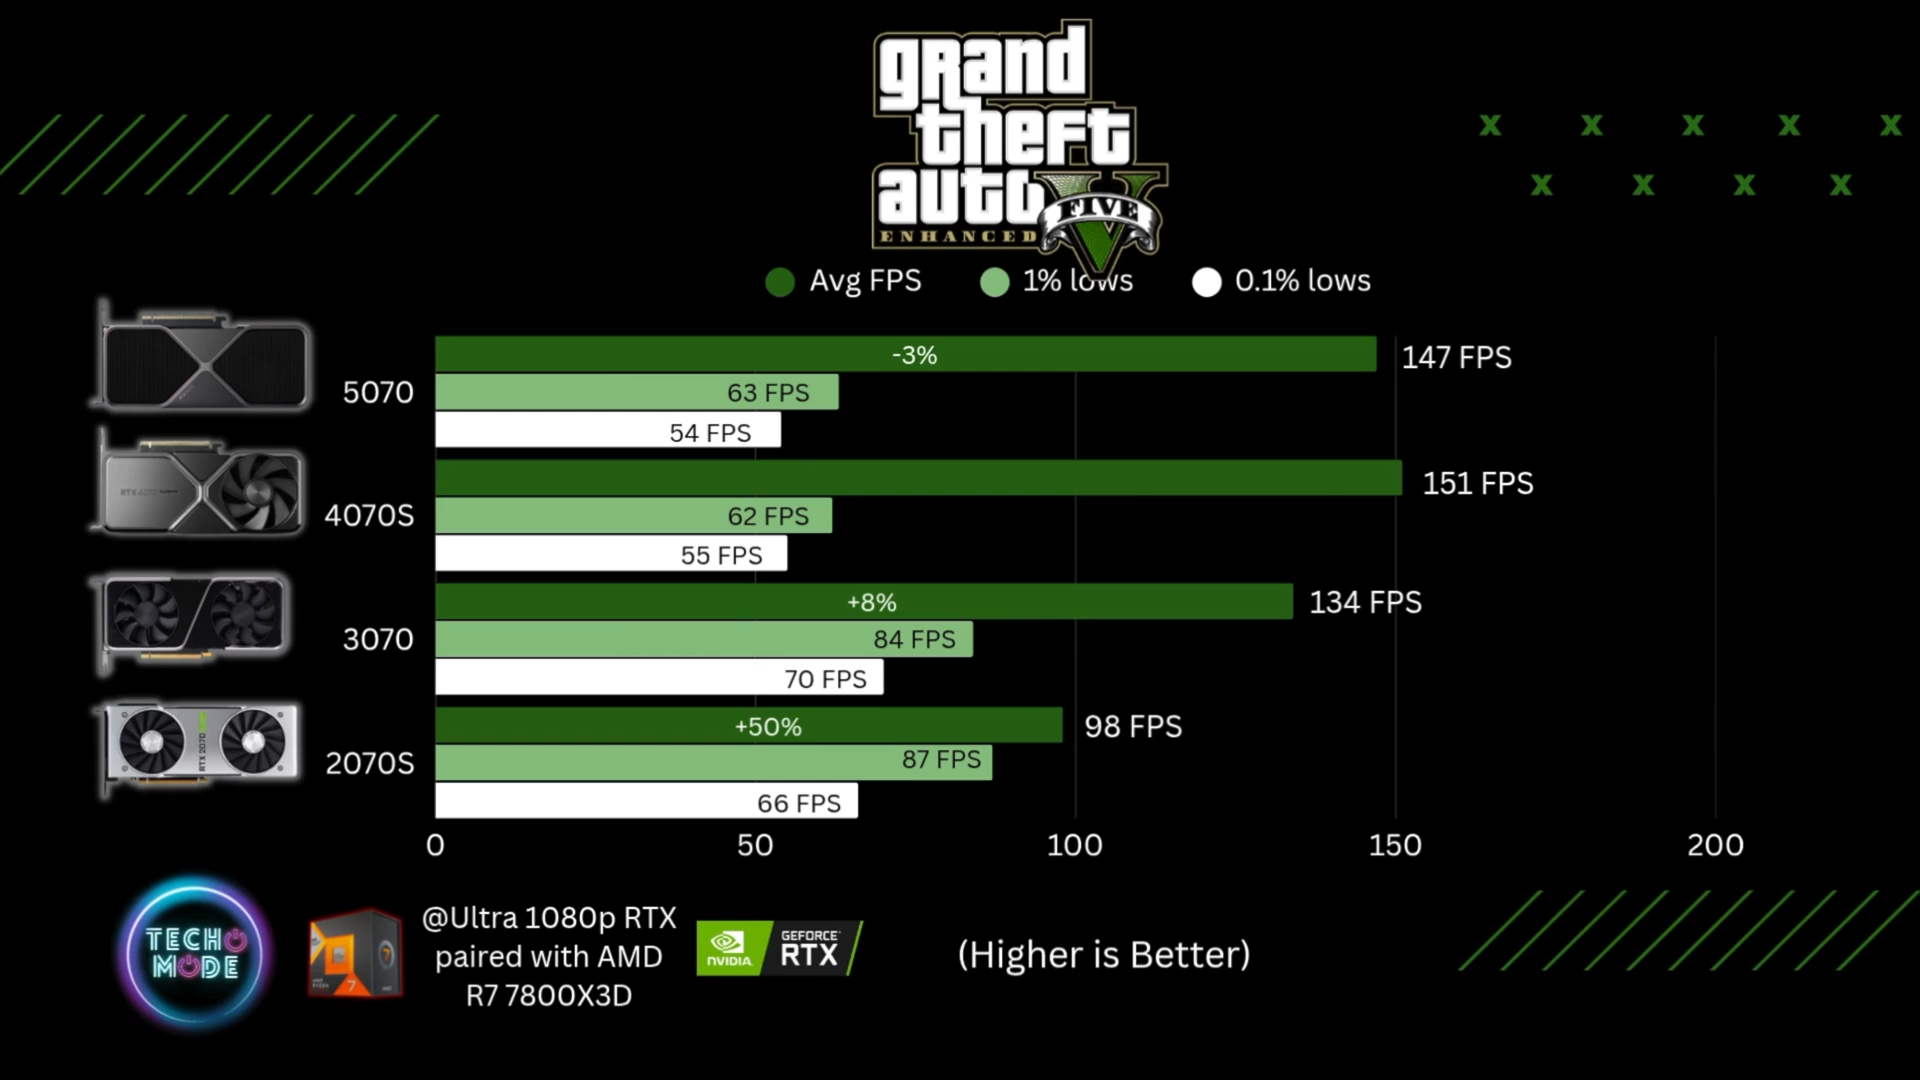 grand
theft
auto V
FIVE
ENHANCED
Avg FPS
1% lows
0.1% lows
x x x x x
x x x x
5070
-3%
147 FPS
63 FPS
54 FPS
4070S
151 FPS
62 FPS
55 FPS
3070
+8%
134 FPS
84 FPS
70 FPS
2070S
+50%
98 FPS
87 FPS
66 FPS
0 50 100 150 200
TECH
MODE
7
@Ultra 1080p RTX
paired with AMD
R7 7800X3D
NVIDIA
GEFORCE
RTX
(Higher is Better)
RTX 2070